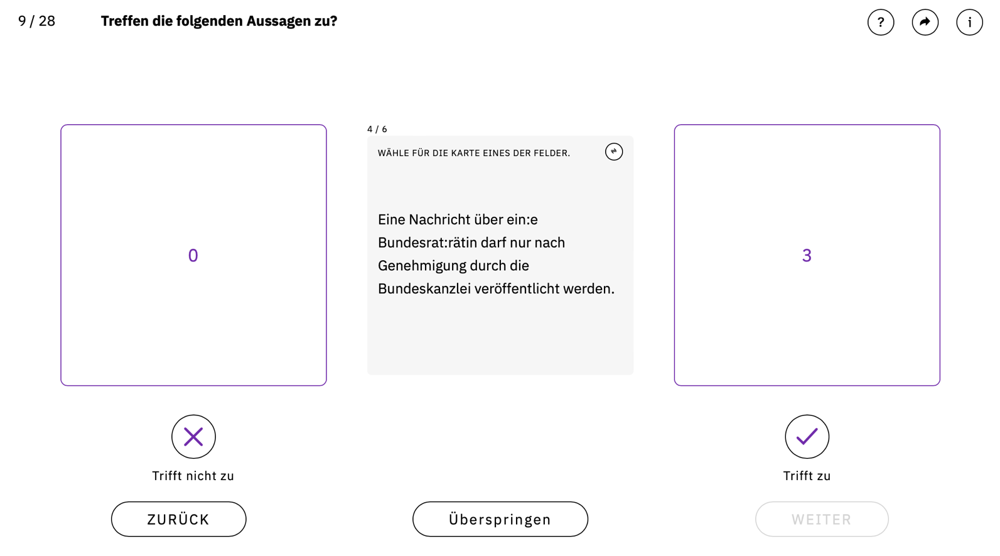 9 / 28
Treffen die folgenden Aussagen zu?
?
i
4 / 6
WÄHLE FÜR DIE KARTE EINES DER FELDER.
Eine Nachricht über ein:e
Bundesrat:rätin darf nur nach
Genehmigung durch die
Bundeskanzlei veröffentlicht werden.
0
3
Trifft nicht zu
Trifft zu
ZURÜCK
Überspringen
WEITER